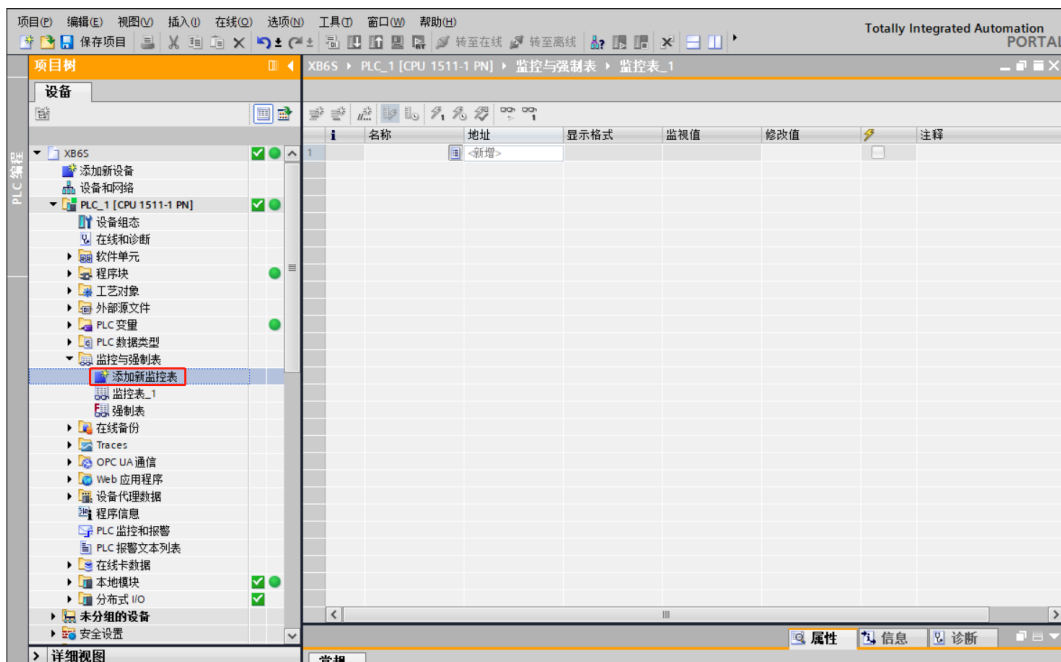 项目(P) 编辑(E) 视图(V) 插入(I) 在线(O) 选项(N) 工具(T) 窗口(W) 帮助(H)
Totally Integrated Automation
PORTAL
保存项目 转至在线 转至离线
项目树
XB6S PLC_1 [CPU 1511-1 PN] 监控与强制表 监控表_1
设备
i 名称 地址 显示格式 监视值 修改值 注释
PLC 编程
XB6S
1 <新增>
添加新设备
设备和网络
PLC_1 [CPU 1511-1 PN]
设备组态
在线和诊断
软件单元
程序块
工艺对象
外部源文件
PLC 变量
PLC 数据类型
监控与强制表
添加新监控表
监控表_1
强制表
在线备份
Traces
OPC UA 通信
Web 应用程序
设备代理数据
程序信息
PLC 监控和报警
PLC 报警文本列表
在线卡数据
本地模块
分布式 I/O
未分组的设备
安全设置
属性 信息 诊断
详细视图
常规